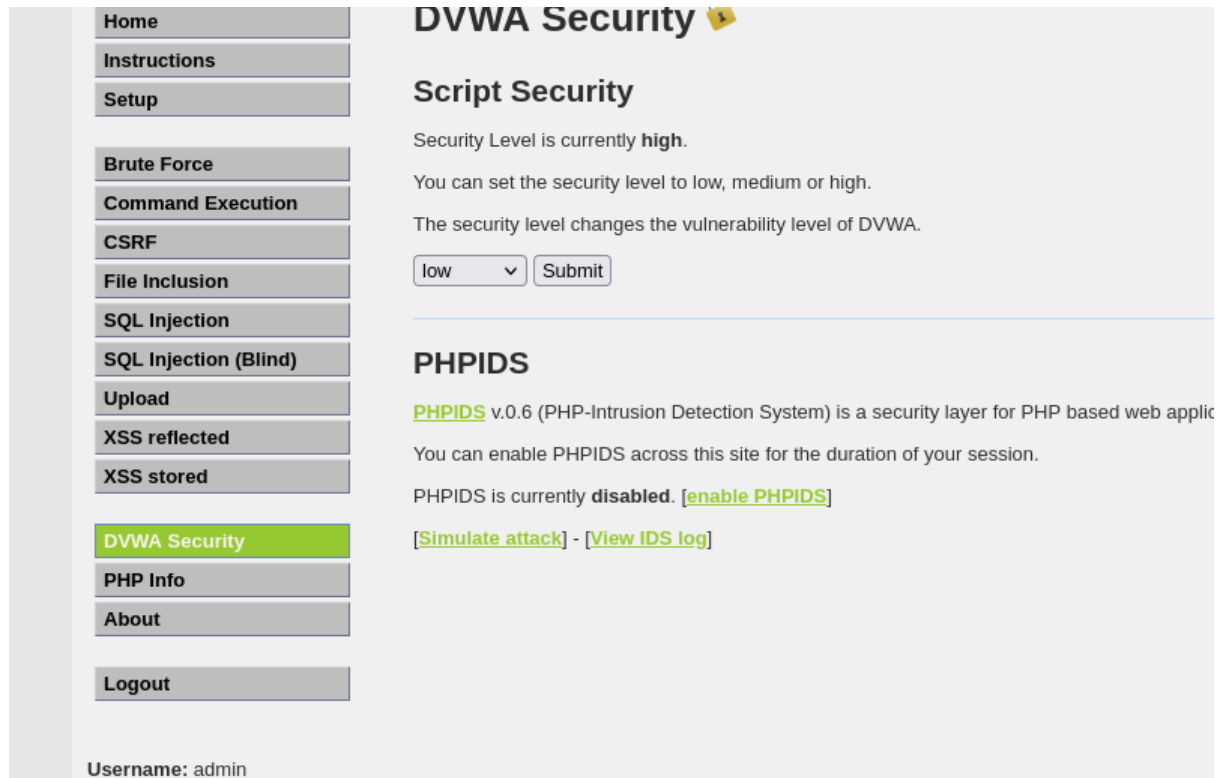 Home
Instructions
Setup
Brute Force
Command Execution
CSRF
File Inclusion
SQL Injection
SQL Injection (Blind)
Upload
XSS reflected
XSS stored
DVWA Security
PHP Info
About
Logout
Username: admin
DVWA Security
Script Security
Security Level is currently high.
You can set the security level to low, medium or high.
The security level changes the vulnerability level of DVWA.
low Submit
PHPIDS
PHPIDS v.0.6 (PHP-Intrusion Detection System) is a security layer for PHP based web applic
You can enable PHPIDS across this site for the duration of your session.
PHPIDS is currently disabled. [enable PHPIDS]
[Simulate attack] - [View IDS log]